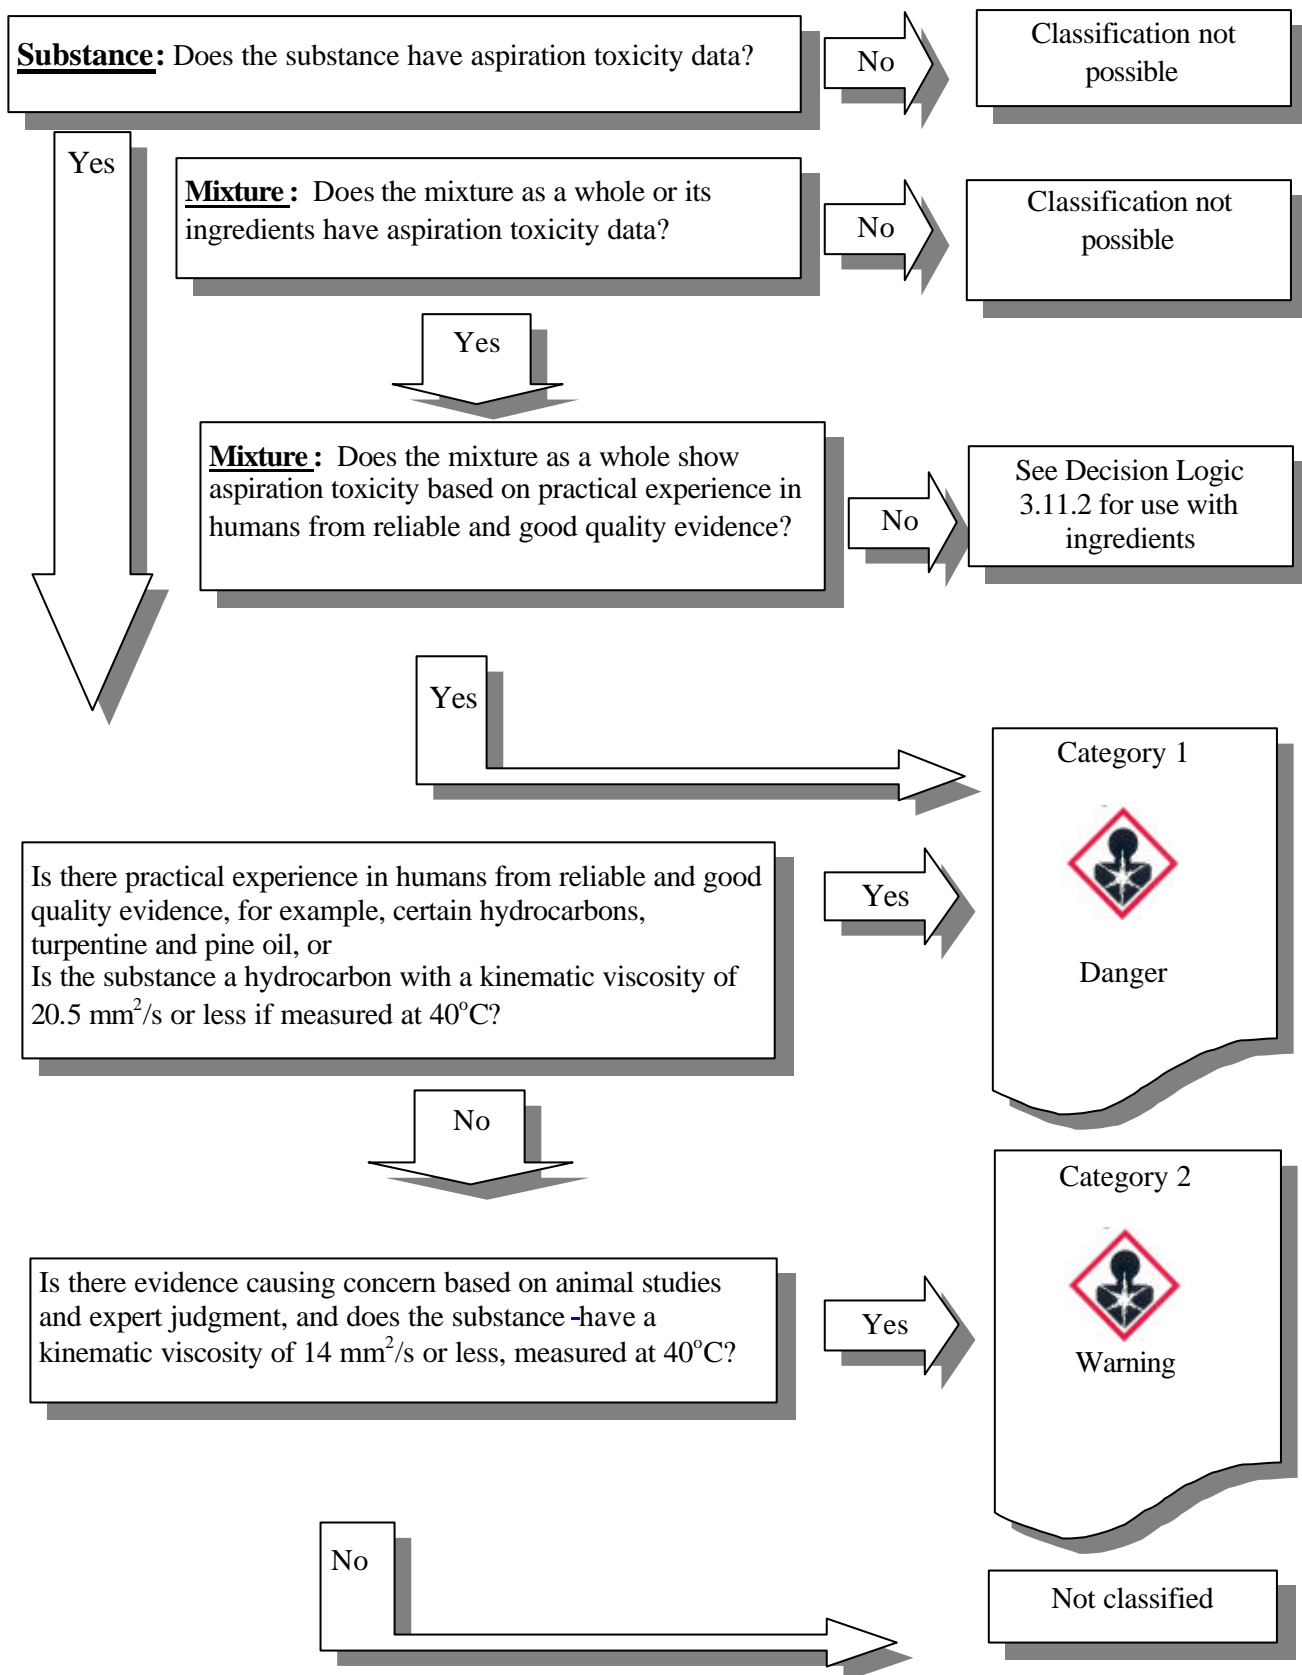 Substance: Does the substance have aspiration toxicity data?
No
Classification not
possible
Yes
Mixture: Does the mixture as a whole or its
ingredients have aspiration toxicity data?
No
Classification not
possible
Yes
Mixture: Does the mixture as a whole show
aspiration toxicity based on practical experience in
humans from reliable and good quality evidence?
No
See Decision Logic
3.11.2 for use with
ingredients
Yes
Category 1
Danger
Is there practical experience in humans from reliable and good
quality evidence, for example, certain hydrocarbons,
turpentine and pine oil, or
Is the substance a hydrocarbon with a kinematic viscosity of
20.5 mm²/s or less if measured at 40°C?
Yes
No
Category 2
Warning
Is there evidence causing concern based on animal studies
and expert judgment, and does the substance -have a
kinematic viscosity of 14 mm²/s or less, measured at 40°C?
Yes
No
Not classified